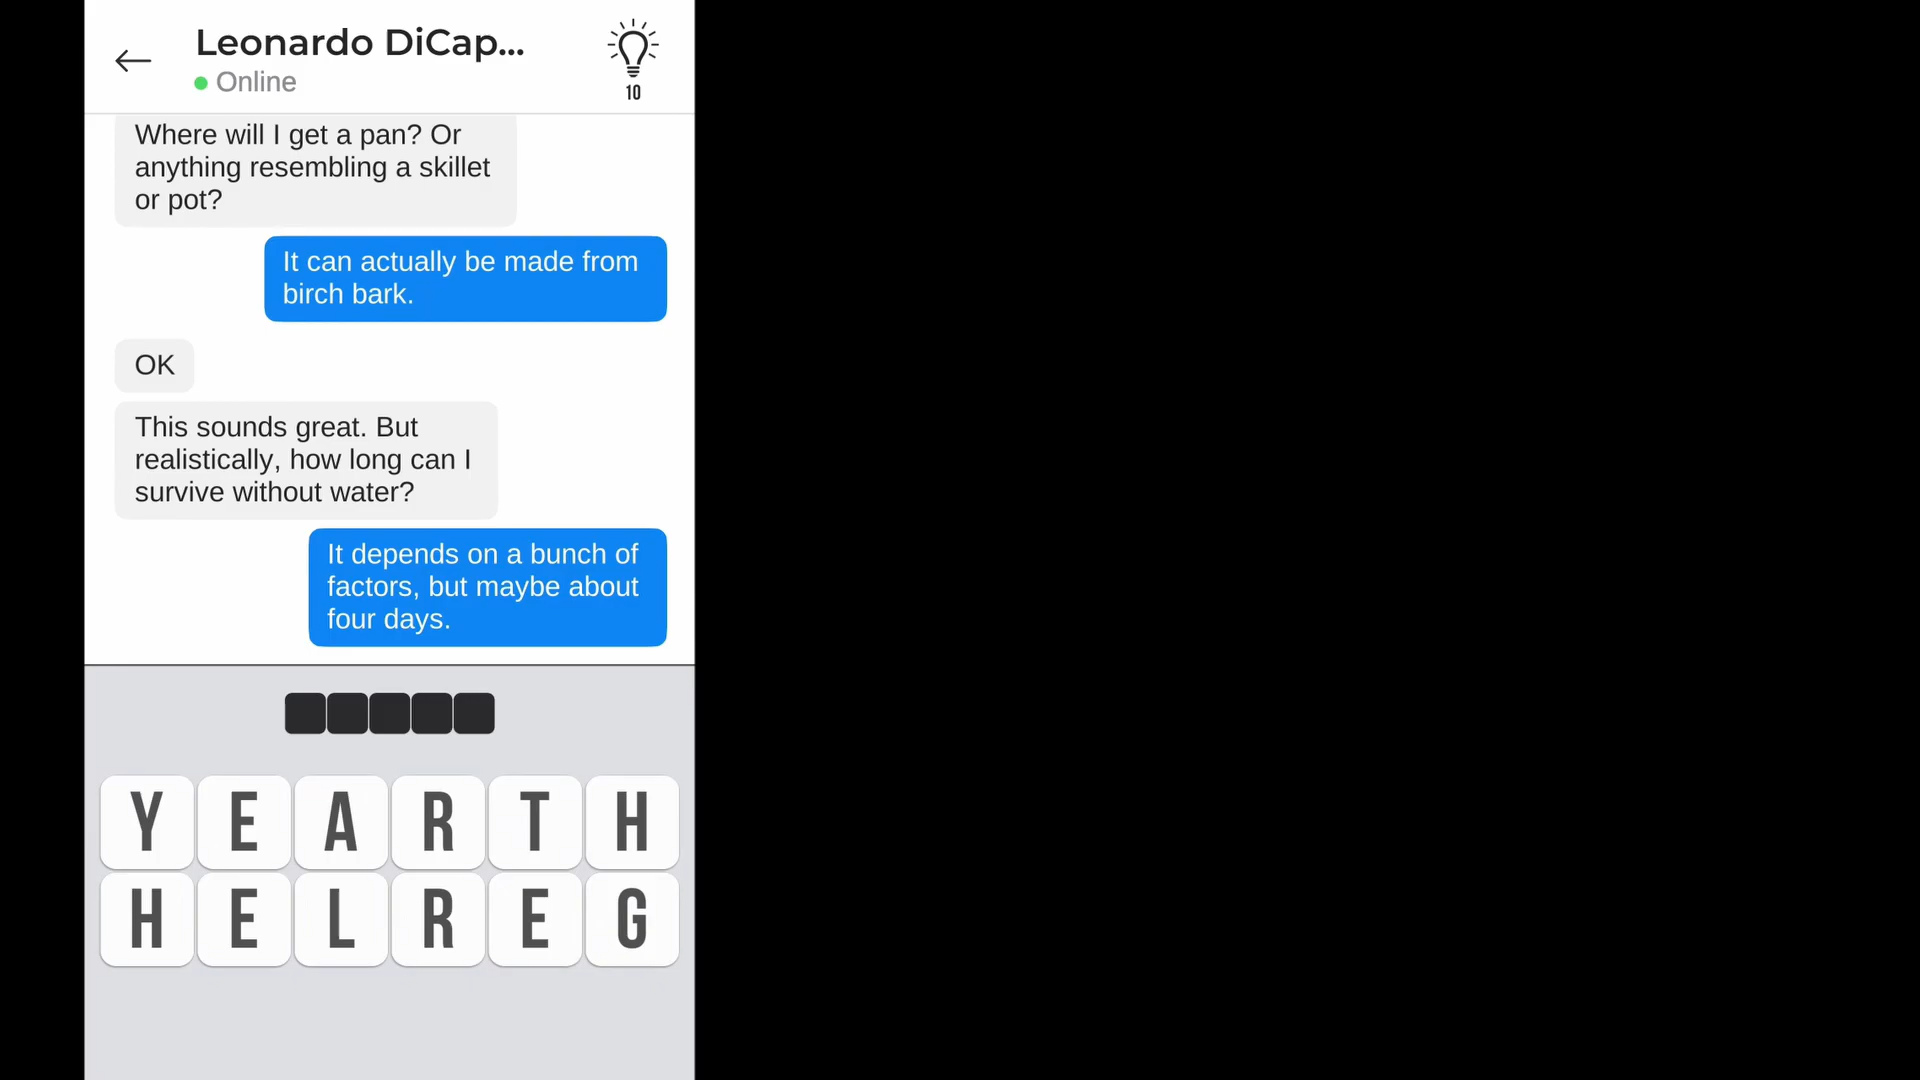 Leonardo DiCap...
Online
10
Where will I get a pan? Or
anything resembling a skillet
or pot?
It can actually be made from
birch bark.
OK
This sounds great. But
realistically, how long can I
survive without water?
It depends on a bunch of
factors, but maybe about
four days.
Y E A R T H
H E L R E G